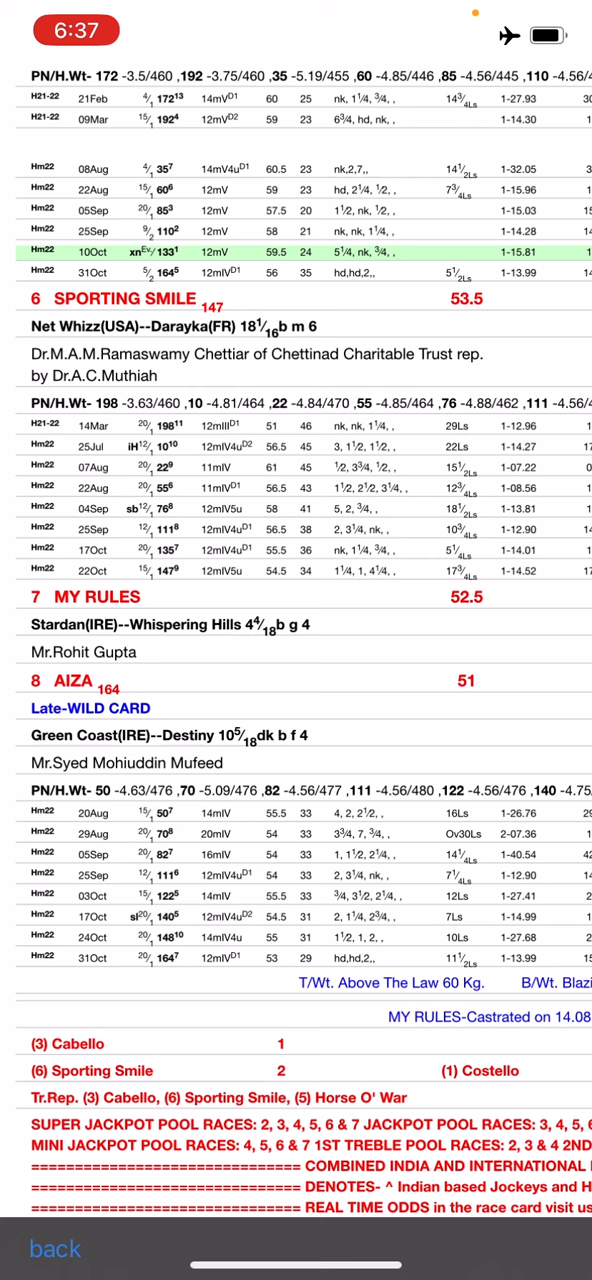 6:37
PN/H.Wt- 172 -3.5/460 ,192 -3.75/460 ,35 -5.19/455 ,60 -4.85/446 ,85 -4.56/445 ,110 -4.56/4
H21-22 21Feb 4/1 172 13 14mV D1 60 25 nk, 1¼, ¾, , 14¾Ls 1-27.93 30
H21-22 09Mar 15/1 192 4 12mV D2 59 23 6¾, hd, nk, , 1-14.30 1
Hm22 08Aug 4/1 35 7 14mV4u D1 60.5 23 nk,2,7,, 14½Ls 1-32.05 3
Hm22 22Aug 15/1 60 6 12mV 59 23 hd, 2¼, ½, , 7¾Ls 1-15.96 1
Hm22 05Sep 20/1 85 3 12mV 57.5 20 1½, nk, ½, , 1-15.03 15
Hm22 25Sep 9/2 110 2 12mV 58 21 nk, nk, 1¼, , 1-14.28 14
Hm22 10Oct xn Ev/ 133 1 12mV 59.5 24 5¼, nk, ¾, , 1-15.81 1
Hm22 31Oct 5/2 164 5 12mIV D1 56 35 hd,hd,2,, 5½Ls 1-13.99 14
6 SPORTING SMILE 147 53.5
Net Whizz(USA)--Darayka(FR) 18 1/16 b m 6
Dr.M.A.M.Ramaswamy Chettiar of Chettinad Charitable Trust rep.
by Dr.A.C.Muthiah
PN/H.Wt- 198 -3.63/460 ,10 -4.81/464 ,22 -4.84/470 ,55 -4.85/464 ,76 -4.88/462 ,111 -4.56/4
H21-22 14Mar 20/1 198 11 12mIII D1 51 46 nk, nk, 1¼, , 29Ls 1-12.96 1
Hm22 25Jul iH 12/1 10 10 12mIV4u D2 56.5 45 3, 1½, 1½, , 22Ls 1-14.27 17
Hm22 07Aug 20/1 22 9 11mIV 61 45 ½, 3¾, ½, , 15½Ls 1-07.22 0
Hm22 22Aug 20/1 55 6 11mIV D1 56.5 43 1½, 2½, 3¼, , 12¾Ls 1-08.56 1
Hm22 04Sep sb 12/1 76 8 12mIV5u 58 41 5, 2, ¾, , 18½Ls 1-13.81 1
Hm22 25Sep 12/1 111 8 12mIV4u D1 56.5 38 2, 3¼, nk, , 10¾Ls 1-12.90 14
Hm22 17Oct 20/1 135 7 12mIV4u D1 55.5 36 nk, 1¼, ¾, , 5¼Ls 1-14.01 1
Hm22 22Oct 15/1 147 9 12mIV5u 54.5 34 1¼, 1, 4¼, , 17¾Ls 1-14.52 17
7 MY RULES 52.5
Stardan(IRE)--Whispering Hills 4 4/18 b g 4
Mr.Rohit Gupta
8 AIZA 164 51
Late-WILD CARD
Green Coast(IRE)--Destiny 10 5/18 dk b f 4
Mr.Syed Mohiuddin Mufeed
PN/H.Wt- 50 -4.63/476 ,70 -5.09/476 ,82 -4.56/477 ,111 -4.56/480 ,122 -4.56/476 ,140 -4.75
Hm22 20Aug 15/1 50 7 14mIV 55.5 33 4, 2, 2½, , 16Ls 1-26.76 29
Hm22 29Aug 20/1 70 8 20mIV 54 33 3¾, 7, ¾, , Ov30Ls 2-07.36 1
Hm22 05Sep 20/1 82 7 16mIV 54 33 1, 1½, 2¼, , 14¼Ls 1-40.54 42
Hm22 25Sep 12/1 111 6 12mIV4u D1 54 33 2, 3¼, nk, , 7¼Ls 1-12.90 14
Hm22 03Oct 15/1 122 5 14mIV 55.5 33 ¾, 3½, 2¼, , 12Ls 1-27.41 2
Hm22 17Oct sl 20/1 140 5 12mIV4u D2 54.5 31 2, 1¼, 2¾, , 7Ls 1-14.99 1
Hm22 24Oct 20/1 148 10 14mIV4u 55 31 1½, 1, 2, , 10Ls 1-27.68 2
Hm22 31Oct 20/1 164 7 12mIV D1 53 29 hd,hd,2,, 11½Ls 1-13.99 15
T/Wt. Above The Law 60 Kg. B/Wt. Blazi
MY RULES-Castrated on 14.08
(3) Cabello 1
(6) Sporting Smile 2 (1) Costello
Tr.Rep. (3) Cabello, (6) Sporting Smile, (5) Horse O' War
SUPER JACKPOT POOL RACES: 2, 3, 4, 5, 6 & 7 JACKPOT POOL RACES: 3, 4, 5, 6
MINI JACKPOT POOL RACES: 4, 5, 6 & 7 1ST TREBLE POOL RACES: 2, 3 & 4 2ND
============================== COMBINED INDIA AND INTERNATIONAL
============================== DENOTES- ^ Indian based Jockeys and H
============================== REAL TIME ODDS in the race card visit us
back